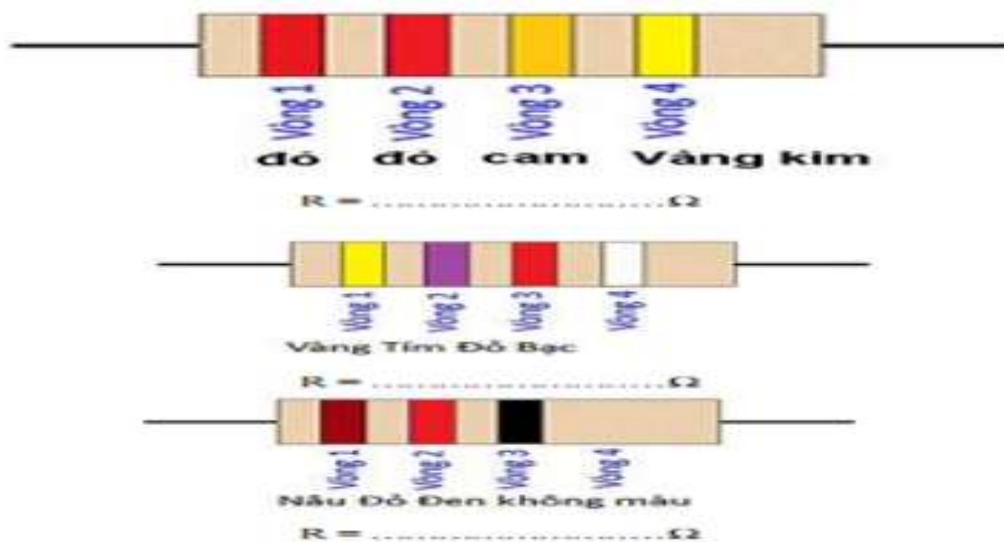 Vòng 1 Vòng 2 Vòng 3 Vòng 4
đỏ đỏ cam Vàng kim
R = ...............................Ω
Vòng 1 Vòng 2 Vòng 3 Vòng 4
Vàng Tím Đỏ Bạc
R = ...............................Ω
Vòng 1 Vòng 2 Vòng 3 Vòng 4
Nâu Đỏ Đen không màu
R = ...............................Ω